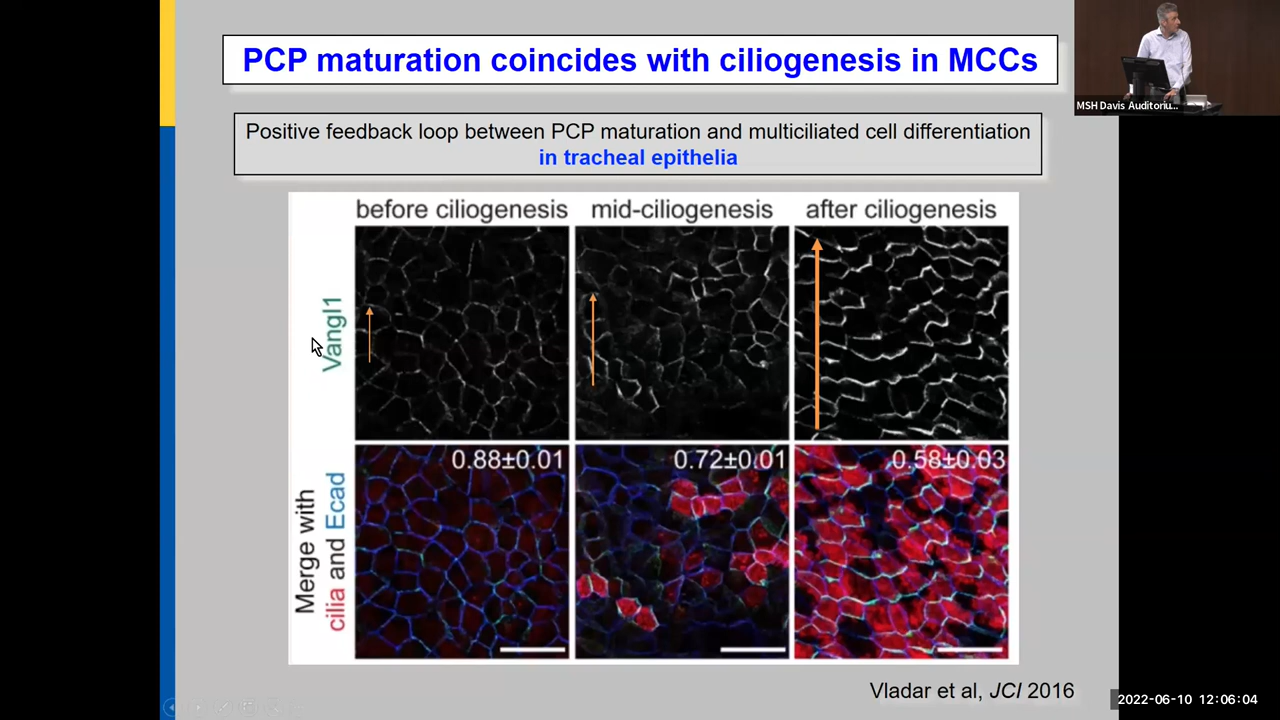 PCP maturation coincides with ciliogenesis in MCCs
MSH Davis Auditoriu...
Positive feedback loop between PCP maturation and multiciliated cell differentiation
in tracheal epithelia
before ciliogenesis
mid-ciliogenesis
after ciliogenesis
Vangl1
Merge with
cilia and Ecad
0.88±0.01
0.72±0.01
0.58±0.03
Vladar et al, JCI 2016
2022-06-10 12:06:04